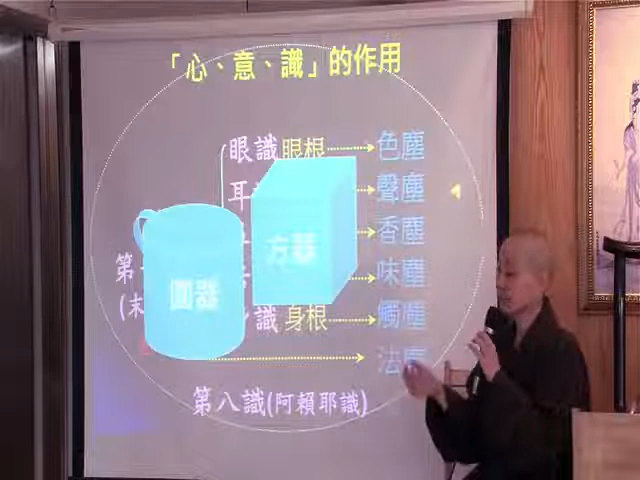 「心、意、識」的作用
眼識 眼根 色塵
耳 聲塵
香塵
味塵
第
(末
識 身根 觸塵
法
方器
圓器
第八識(阿賴耶識)